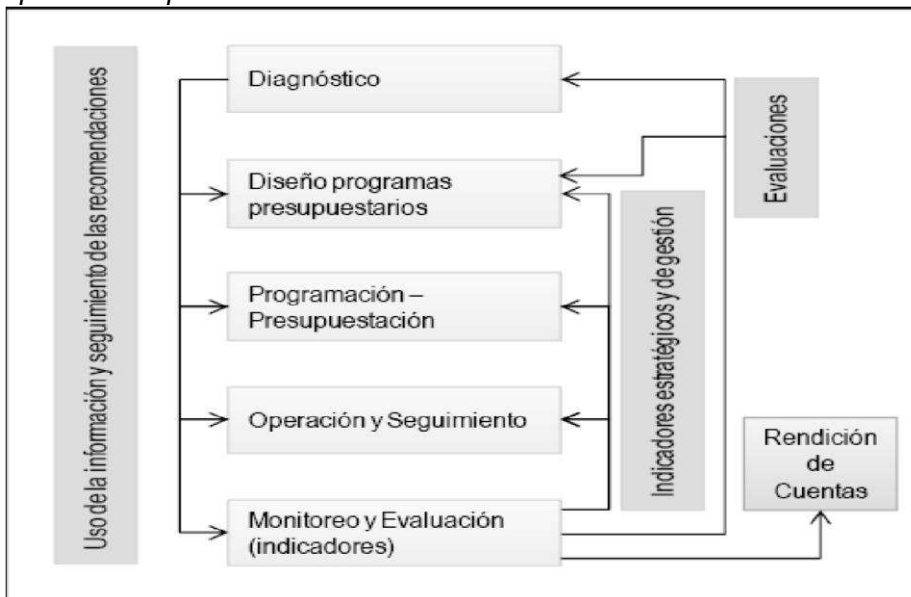 Uso de la información y seguimiento de las recomendaciones
Diagnóstico
Diseño programas
presupuestarios
Programación –
Presupuestación
Operación y Seguimiento
Monitoreo y Evaluación
(indicadores)
Indicadores estratégicos y de gestión
Evaluaciones
Rendición
de
Cuentas